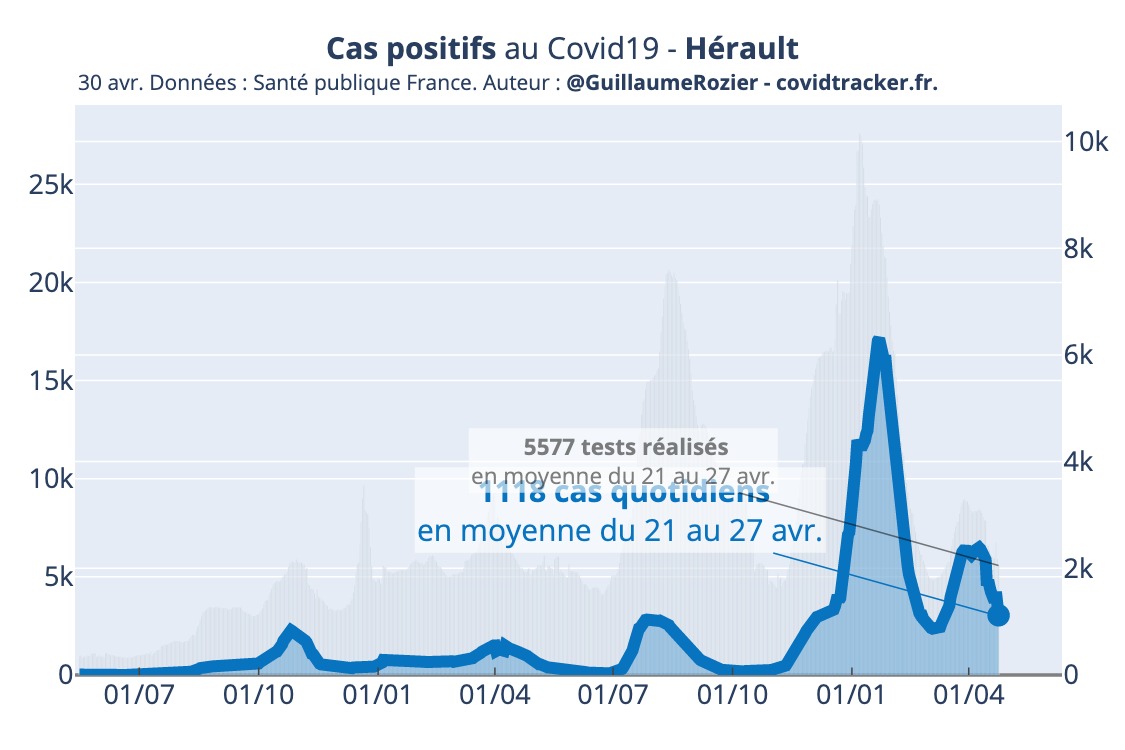 Cas positifs au Covid19 - Hérault
30 avr. Données : Santé publique France. Auteur : @GuillaumeRozier - covidtracker.fr.
10k
25k
8k
20k
6k
15k
5577 tests réalisés
4k
en moyenne du 21 au 27 avr.
10k
1118 cas quotidiens
en moyenne du 21 au 27 avr.
2k
5k
0
0
01/07
01/10
01/01
01/04
01/07
01/10
01/01
01/04